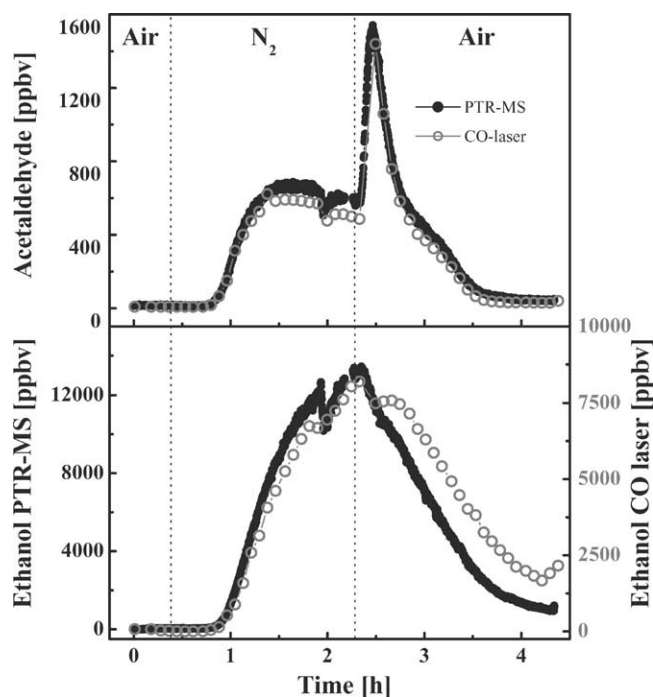 Air
N2
Air
Acetaldehyde [ppbv]
1600
1200
800
400
0
PTR-MS
CO-laser
Ethanol PTR-MS [ppbv]
12000
8000
4000
0
10000
7500
5000
2500
0
Ethanol CO laser [ppbv]
0
1
2
3
4
Time [h]